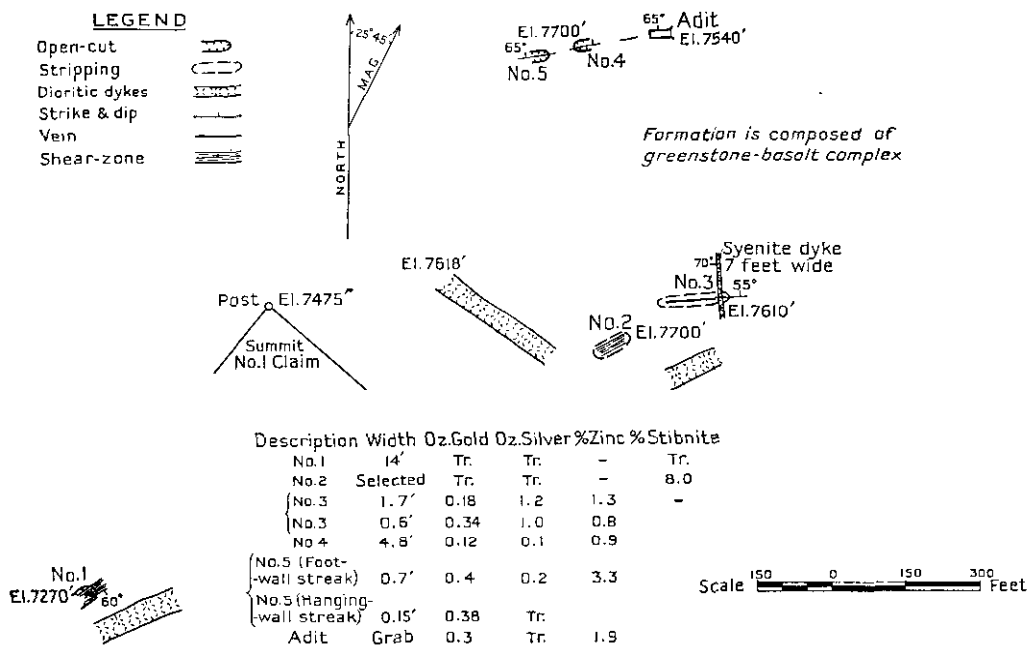 LEGEND
Open-cut
Stripping
Dioritic dykes
Strike & dip
Vein
Shear-zone
25° 45'
MAG
NORTH
65°
Adit
El.7540'
El.7700'
65°
No.4
No.5
Formation is composed of
greenstone-basalt complex
El.7618'
Syenite dyke
70° 7 feet wide
No.3
55°
El.7610'
Post El.7475"
No.2
El.7700'
Summit
No.1 Claim
Description Width Oz.Gold Oz.Silver %Zinc %Stibnite
No.1 14' Tr. Tr. - Tr.
No.2 Selected Tr. Tr. - 8.0
No.3 1.7' 0.18 1.2 1.3 -
No.3 0.6' 0.34 1.0 0.8
No 4 4.8' 0.12 0.1 0.9
No.5 (Foot-
-wall streak) 0.7' 0.4 0.2 3.3
No.5 (Hanging-
-wall streak) 0.15' 0.38 Tr.
Adit Grab 0.3 Tr. 1.9
No.1
El.7270'
60°
Scale 150 0 150 300 Feet